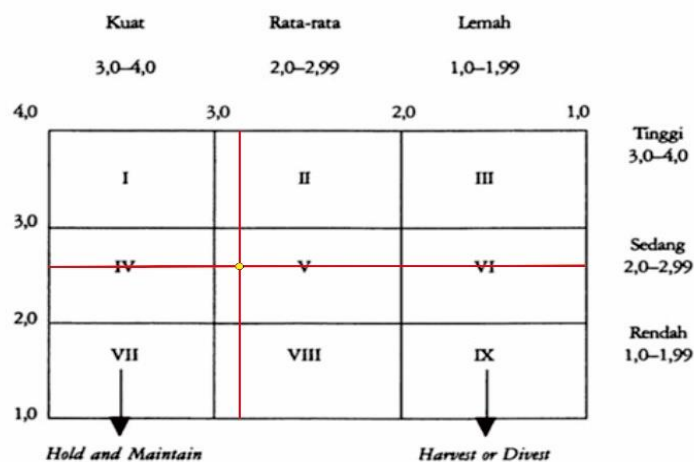 Kuat Rata-rata Lemah
3,0–4,0 2,0–2,99 1,0–1,99
4,0 3,0 2,0 1,0
Tinggi
3,0–4,0
I II III
3,0
Sedang
2,0–2,99
IV V VI
2,0
Rendah
1,0–1,99
VII VIII IX
1,0
Hold and Maintain Harvest or Divest